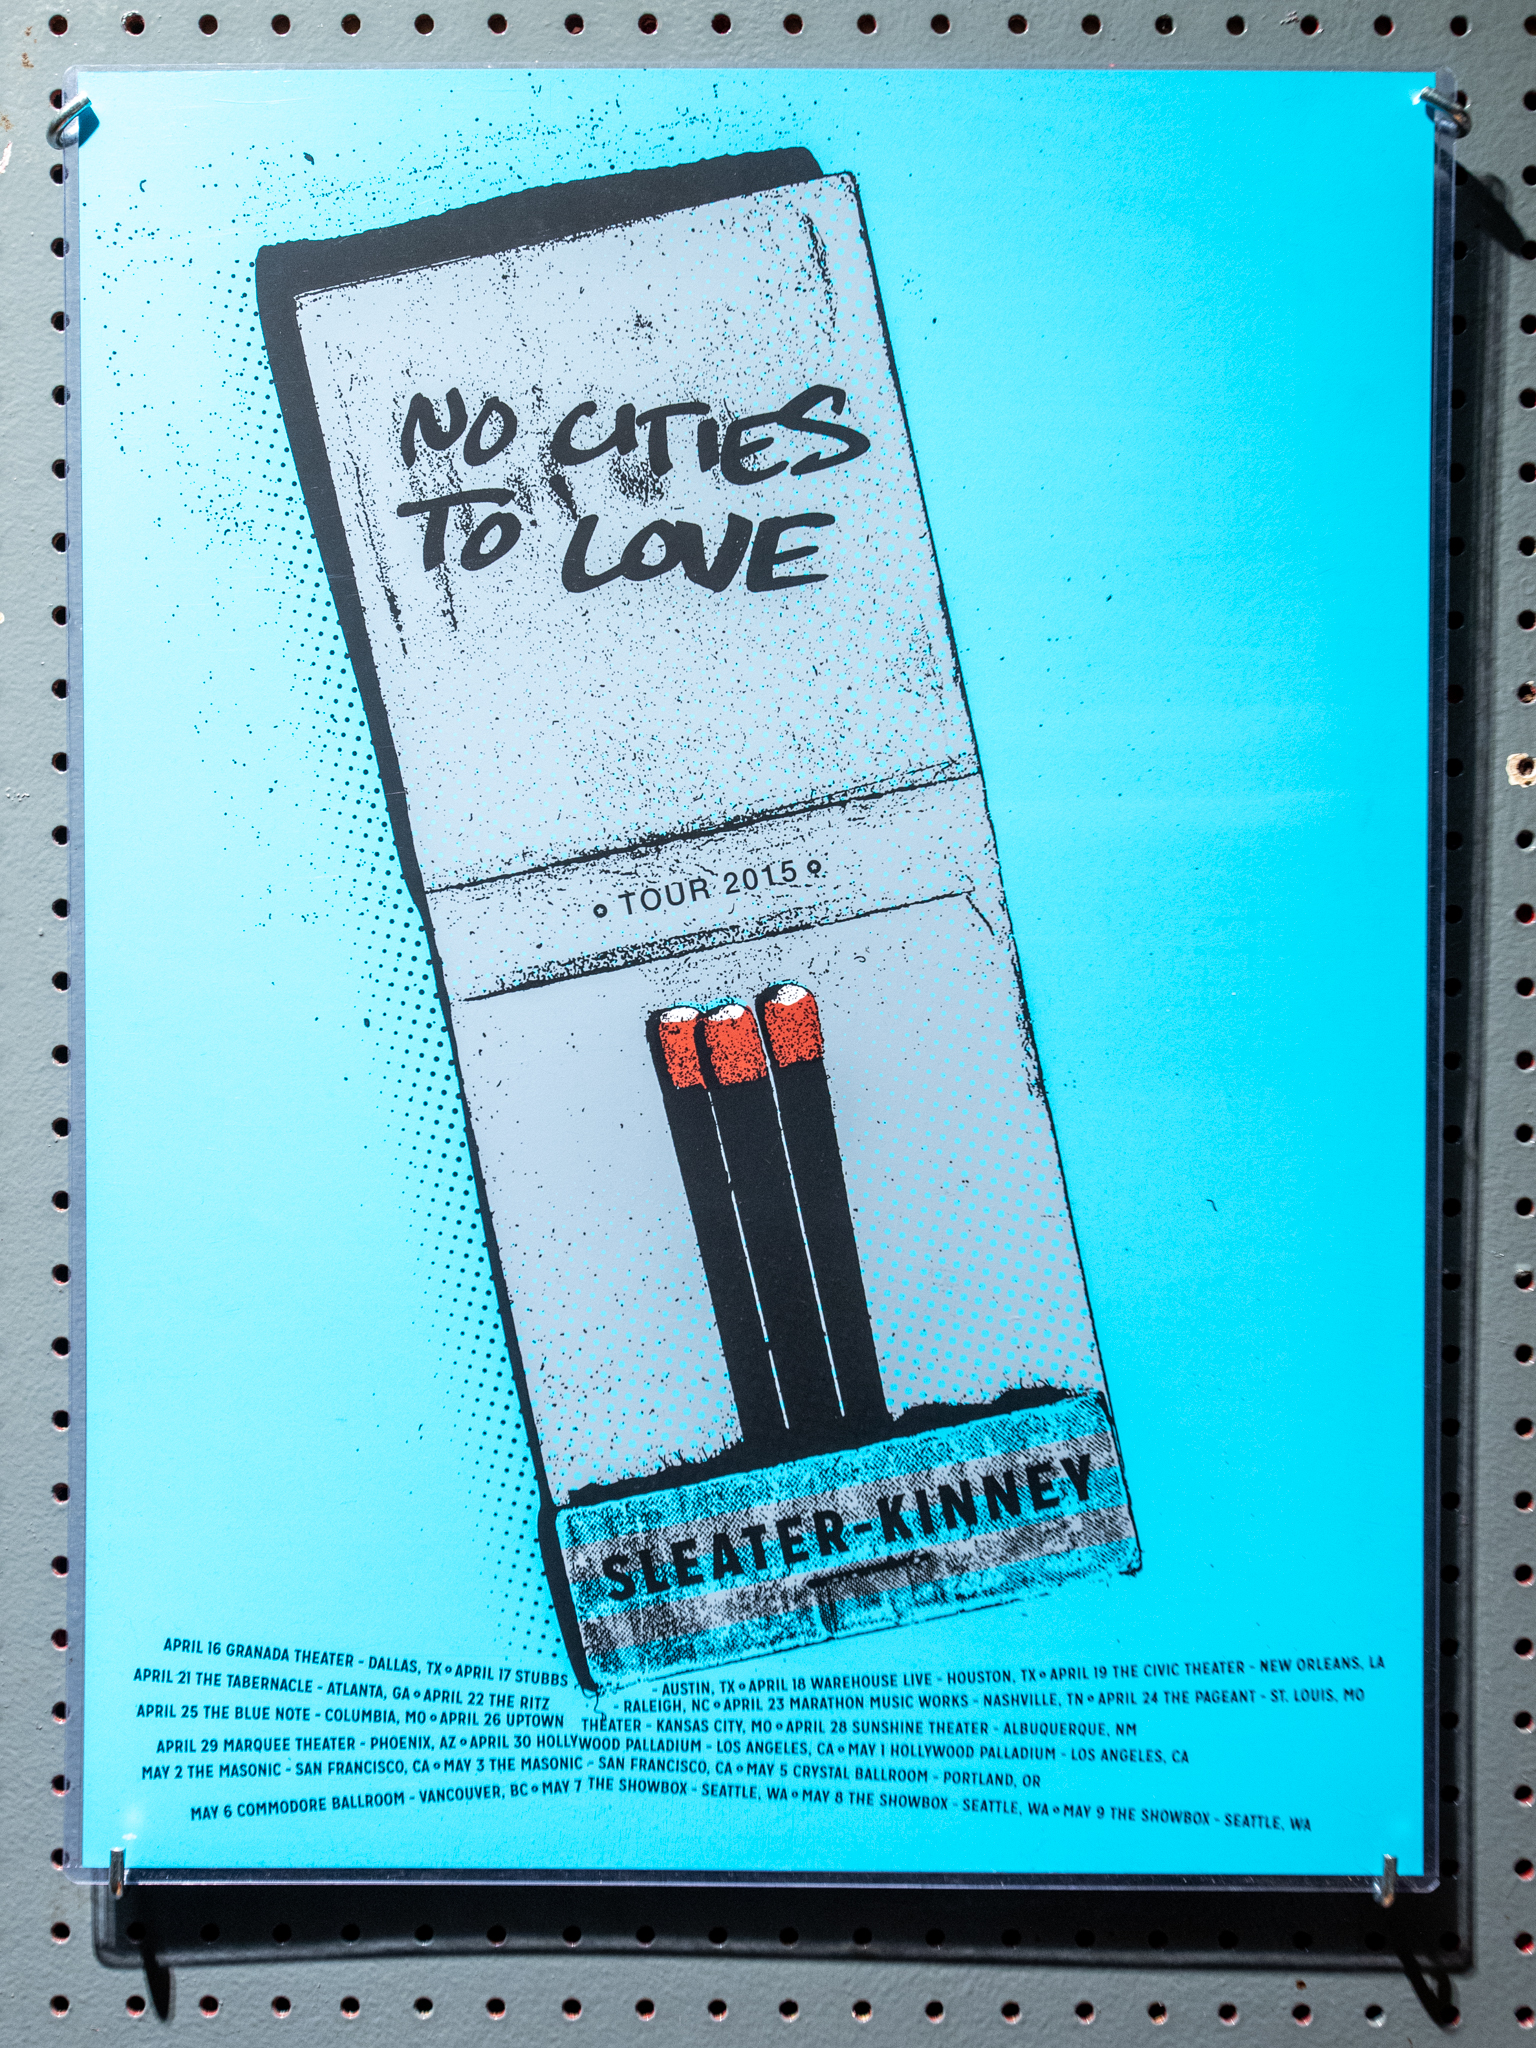 NO CITIES
TO LOVE
TOUR 2015
SLEATER-KINNEY
APRIL 16 GRANADA THEATER - DALLAS, TX APRIL 17 STUBBS - AUSTIN, TX APRIL 18 WAREHOUSE LIVE - HOUSTON, TX APRIL 19 THE CIVIC THEATER - NEW ORLEANS, LA
APRIL 21 THE TABERNACLE - ATLANTA, GA APRIL 22 THE RITZ - RALEIGH, NC APRIL 23 MARATHON MUSIC WORKS - NASHVILLE, TN APRIL 24 THE PAGEANT - ST. LOUIS, MO
APRIL 25 THE BLUE NOTE - COLUMBIA, MO APRIL 26 UPTOWN THEATER - KANSAS CITY, MO APRIL 28 SUNSHINE THEATER - ALBUQUERQUE, NM
APRIL 29 MARQUEE THEATER - PHOENIX, AZ APRIL 30 HOLLYWOOD PALLADIUM - LOS ANGELES, CA MAY 1 HOLLYWOOD PALLADIUM - LOS ANGELES, CA
MAY 2 THE MASONIC - SAN FRANCISCO, CA MAY 3 THE MASONIC - SAN FRANCISCO, CA MAY 5 CRYSTAL BALLROOM - PORTLAND, OR
MAY 6 COMMODORE BALLROOM - VANCOUVER, BC MAY 7 THE SHOWBOX - SEATTLE, WA MAY 8 THE SHOWBOX - SEATTLE, WA MAY 9 THE SHOWBOX - SEATTLE, WA